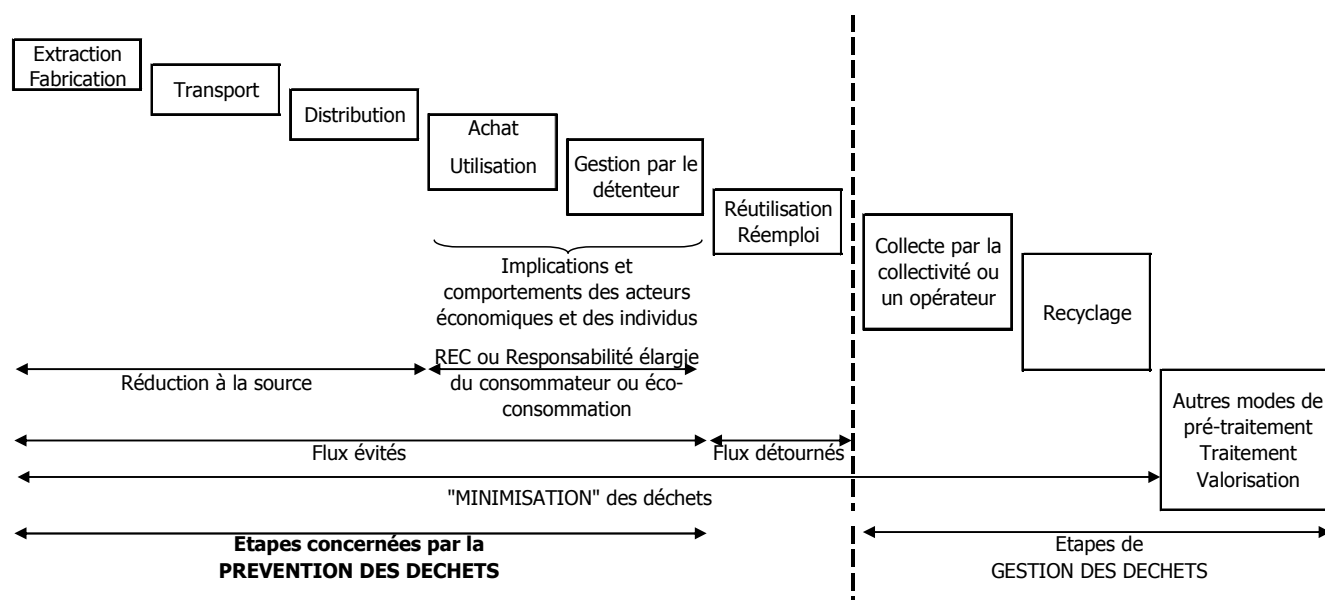 Extraction
Fabrication
Transport
Distribution
Achat
Utilisation
Gestion par le
détenteur
Réutilisation
Réemploi
Collecte par la
collectivité ou
un opérateur
Recyclage
Autres modes de
pré-traitement
Traitement
Valorisation
Implications et
comportements des acteurs
économiques et des individus
Réduction à la source
REC ou Responsabilité élargie
du consommateur ou éco-
consommation
Flux évités
Flux détournés
"MINIMISATION" des déchets
Etapes concernées par la
PREVENTION DES DECHETS
Etapes de
GESTION DES DECHETS